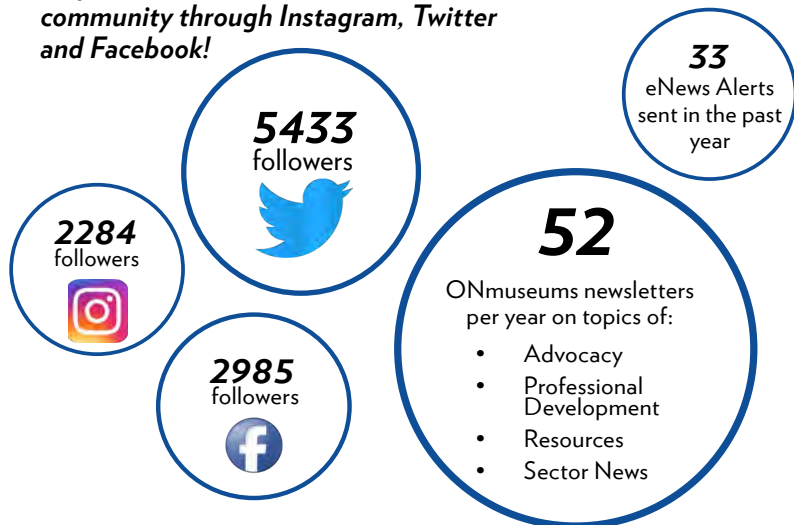 community through Instagram, Twitter
and Facebook!
33
eNews Alerts
sent in the past
year
5433
followers
2284
followers
2985
followers
52
ONmuseums newsletters
per year on topics of:
• Advocacy
• Professional
Development
• Resources
• Sector News